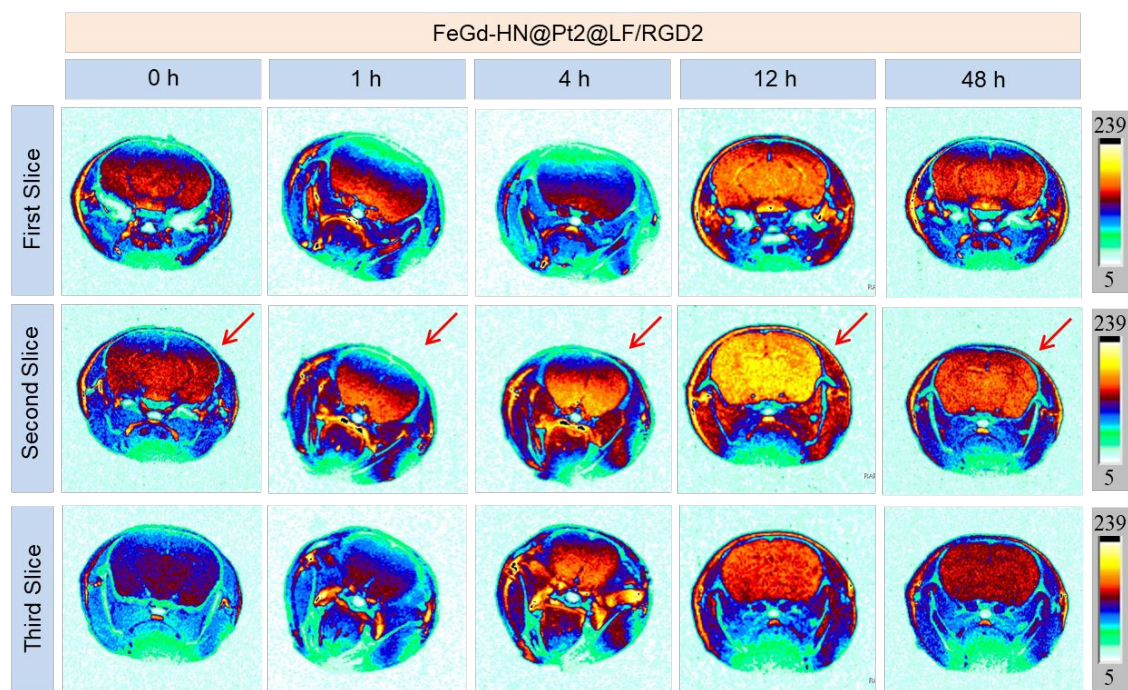 FeGd-HN@Pt2@LF/RGD2
0 h
1 h
4 h
12 h
48 h
First Slice
239
5
Second Slice
239
5
Third Slice
239
5